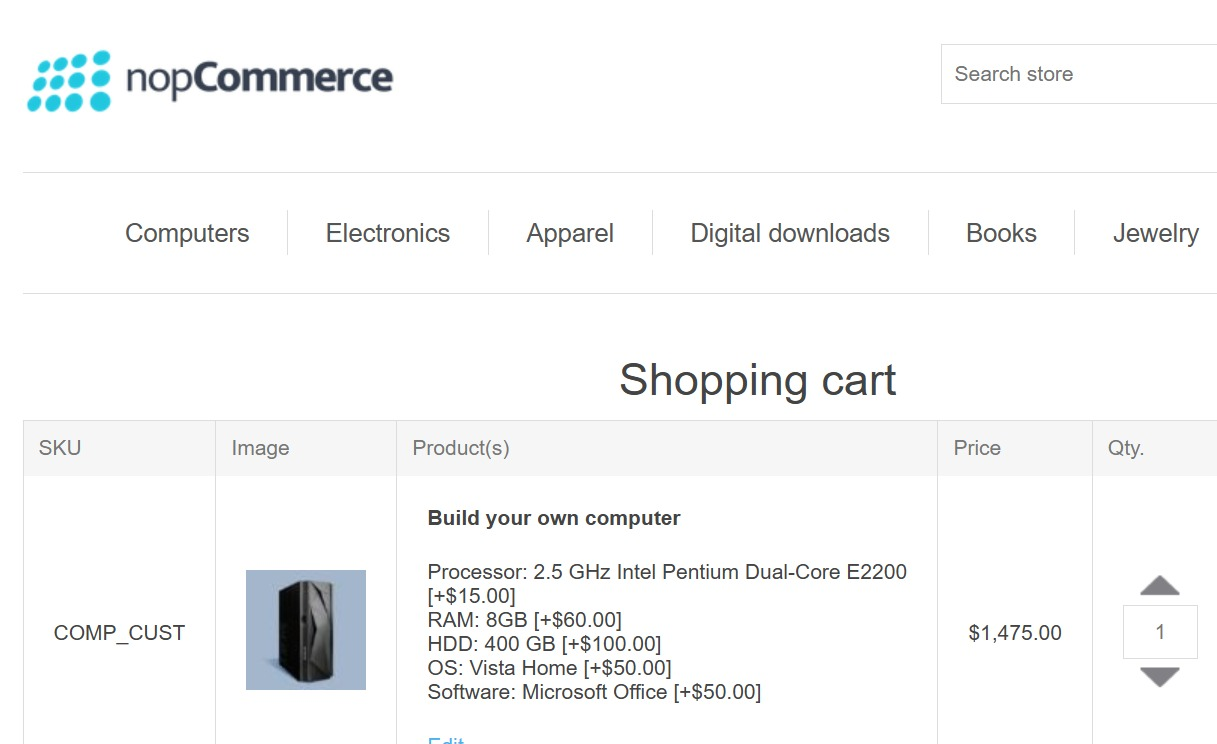 nopCommerce
Search store
Computers
Electronics
Apparel
Digital downloads
Books
Jewelry
Shopping cart
SKU
Image
Product(s)
Price
Qty.
COMP_CUST
Build your own computer
Processor: 2.5 GHz Intel Pentium Dual-Core E2200
[+$15.00]
RAM: 8GB [+$60.00]
HDD: 400 GB [+$100.00]
OS: Vista Home [+$50.00]
Software: Microsoft Office [+$50.00]
Edit
$1,475.00
1